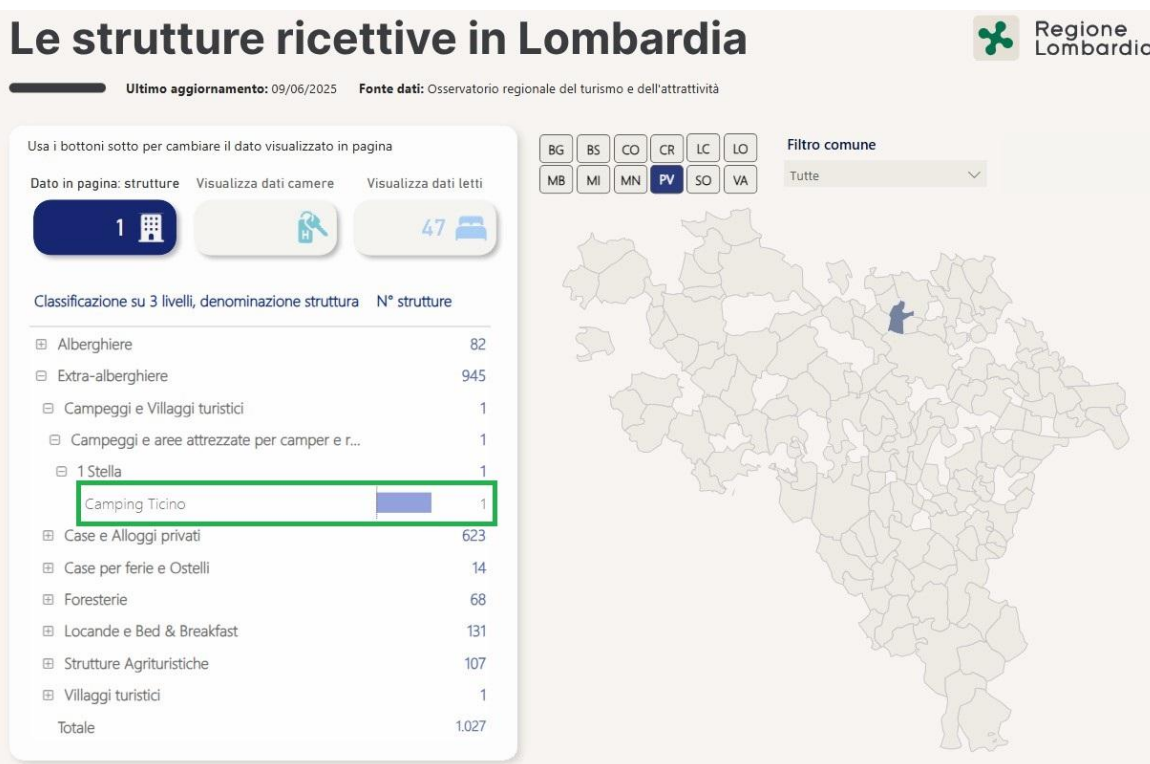 Le strutture ricettive in Lombardia
Regione
Lombardia
Ultimo aggiornamento: 09/06/2025 Fonte dati: Osservatorio regionale del turismo e dell'attrattività
Usa i bottoni sotto per cambiare il dato visualizzato in pagina
Dato in pagina: strutture Visualizza dati camere Visualizza dati letti
1 H 47
Classificazione su 3 livelli, denominazione struttura N° strutture
Alberghiere 82
Extra-alberghiere 945
Campeggi e Villaggi turistici 1
Campeggi e aree attrezzate per camper e r... 1
1 Stella 1
Camping Ticino 1
Case e Alloggi privati 623
Case per ferie e Ostelli 14
Foresterie 68
Locande e Bed & Breakfast 131
Strutture Agrituristiche 107
Villaggi turistici 1
Totale 1.027
BG BS CO CR LC LO
MB MI MN PV SO VA
Filtro comune
Tutte